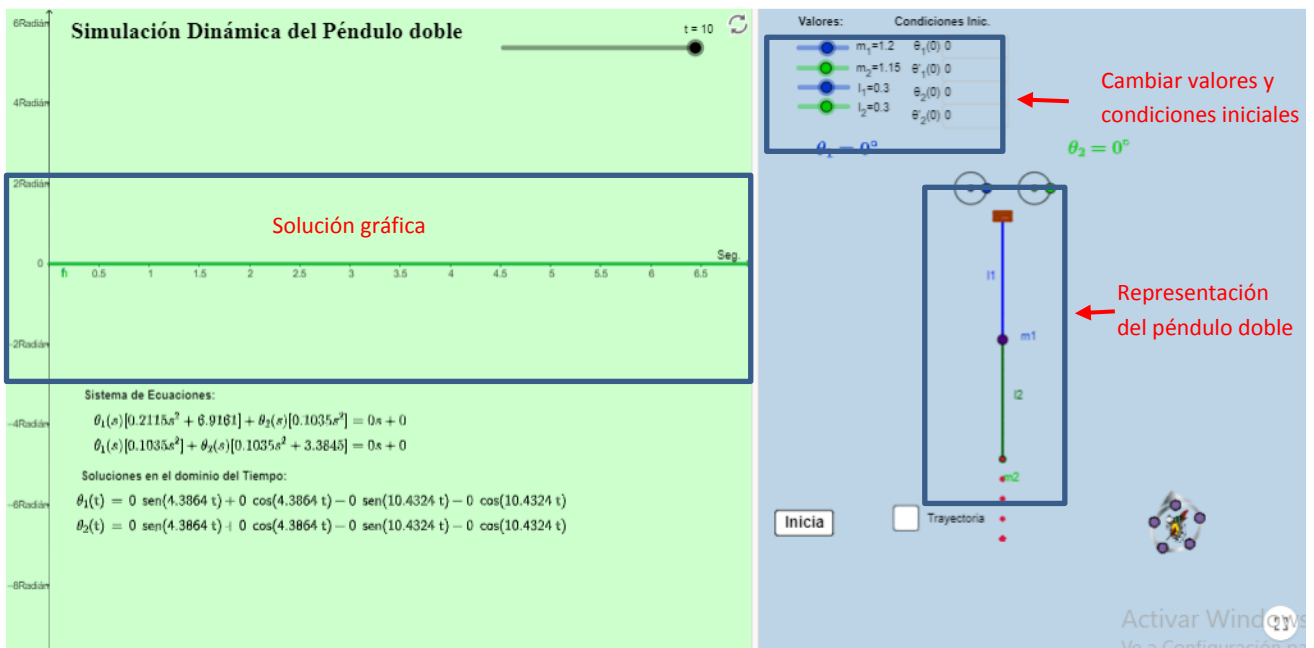 Simulación Dinámica del Péndulo doble
t = 10
6Radián
4Radián
2Radián
Solución gráfica
0
Seg.
0.5 1 1.5 2 2.5 3 3.5 4 4.5 5 5.5 6 6.5
-2Radián
Sistema de Ecuaciones:
-4Radián
θ₁(s)[0.2115s² + 6.9161] + θ₂(s)[0.1035s²] = 0s + 0
θ₁(s)[0.1035s²] + θ₂(s)[0.1035s² + 3.3845] = 0s + 0
Soluciones en el dominio del Tiempo:
-6Radián
θ₁(t) = 0 sen(4.3864 t) + 0 cos(4.3864 t) − 0 sen(10.4324 t) − 0 cos(10.4324 t)
θ₂(t) = 0 sen(4.3864 t) + 0 cos(4.3864 t) − 0 sen(10.4324 t) − 0 cos(10.4324 t)
-8Radián
Valores: Condiciones Inic.
m₁=1.2 θ₁(0) 0
m₂=1.15 θ'₁(0) 0
l₁=0.3 θ₂(0) 0
l₂=0.3 θ'₂(0) 0
Cambiar valores y
condiciones iniciales
θ₁ = 0°
θ₂ = 0°
l1
Representación
del péndulo doble
m1
l2
m2
Inicia
Trayectoria
Activar Windows
Ve a Configuración